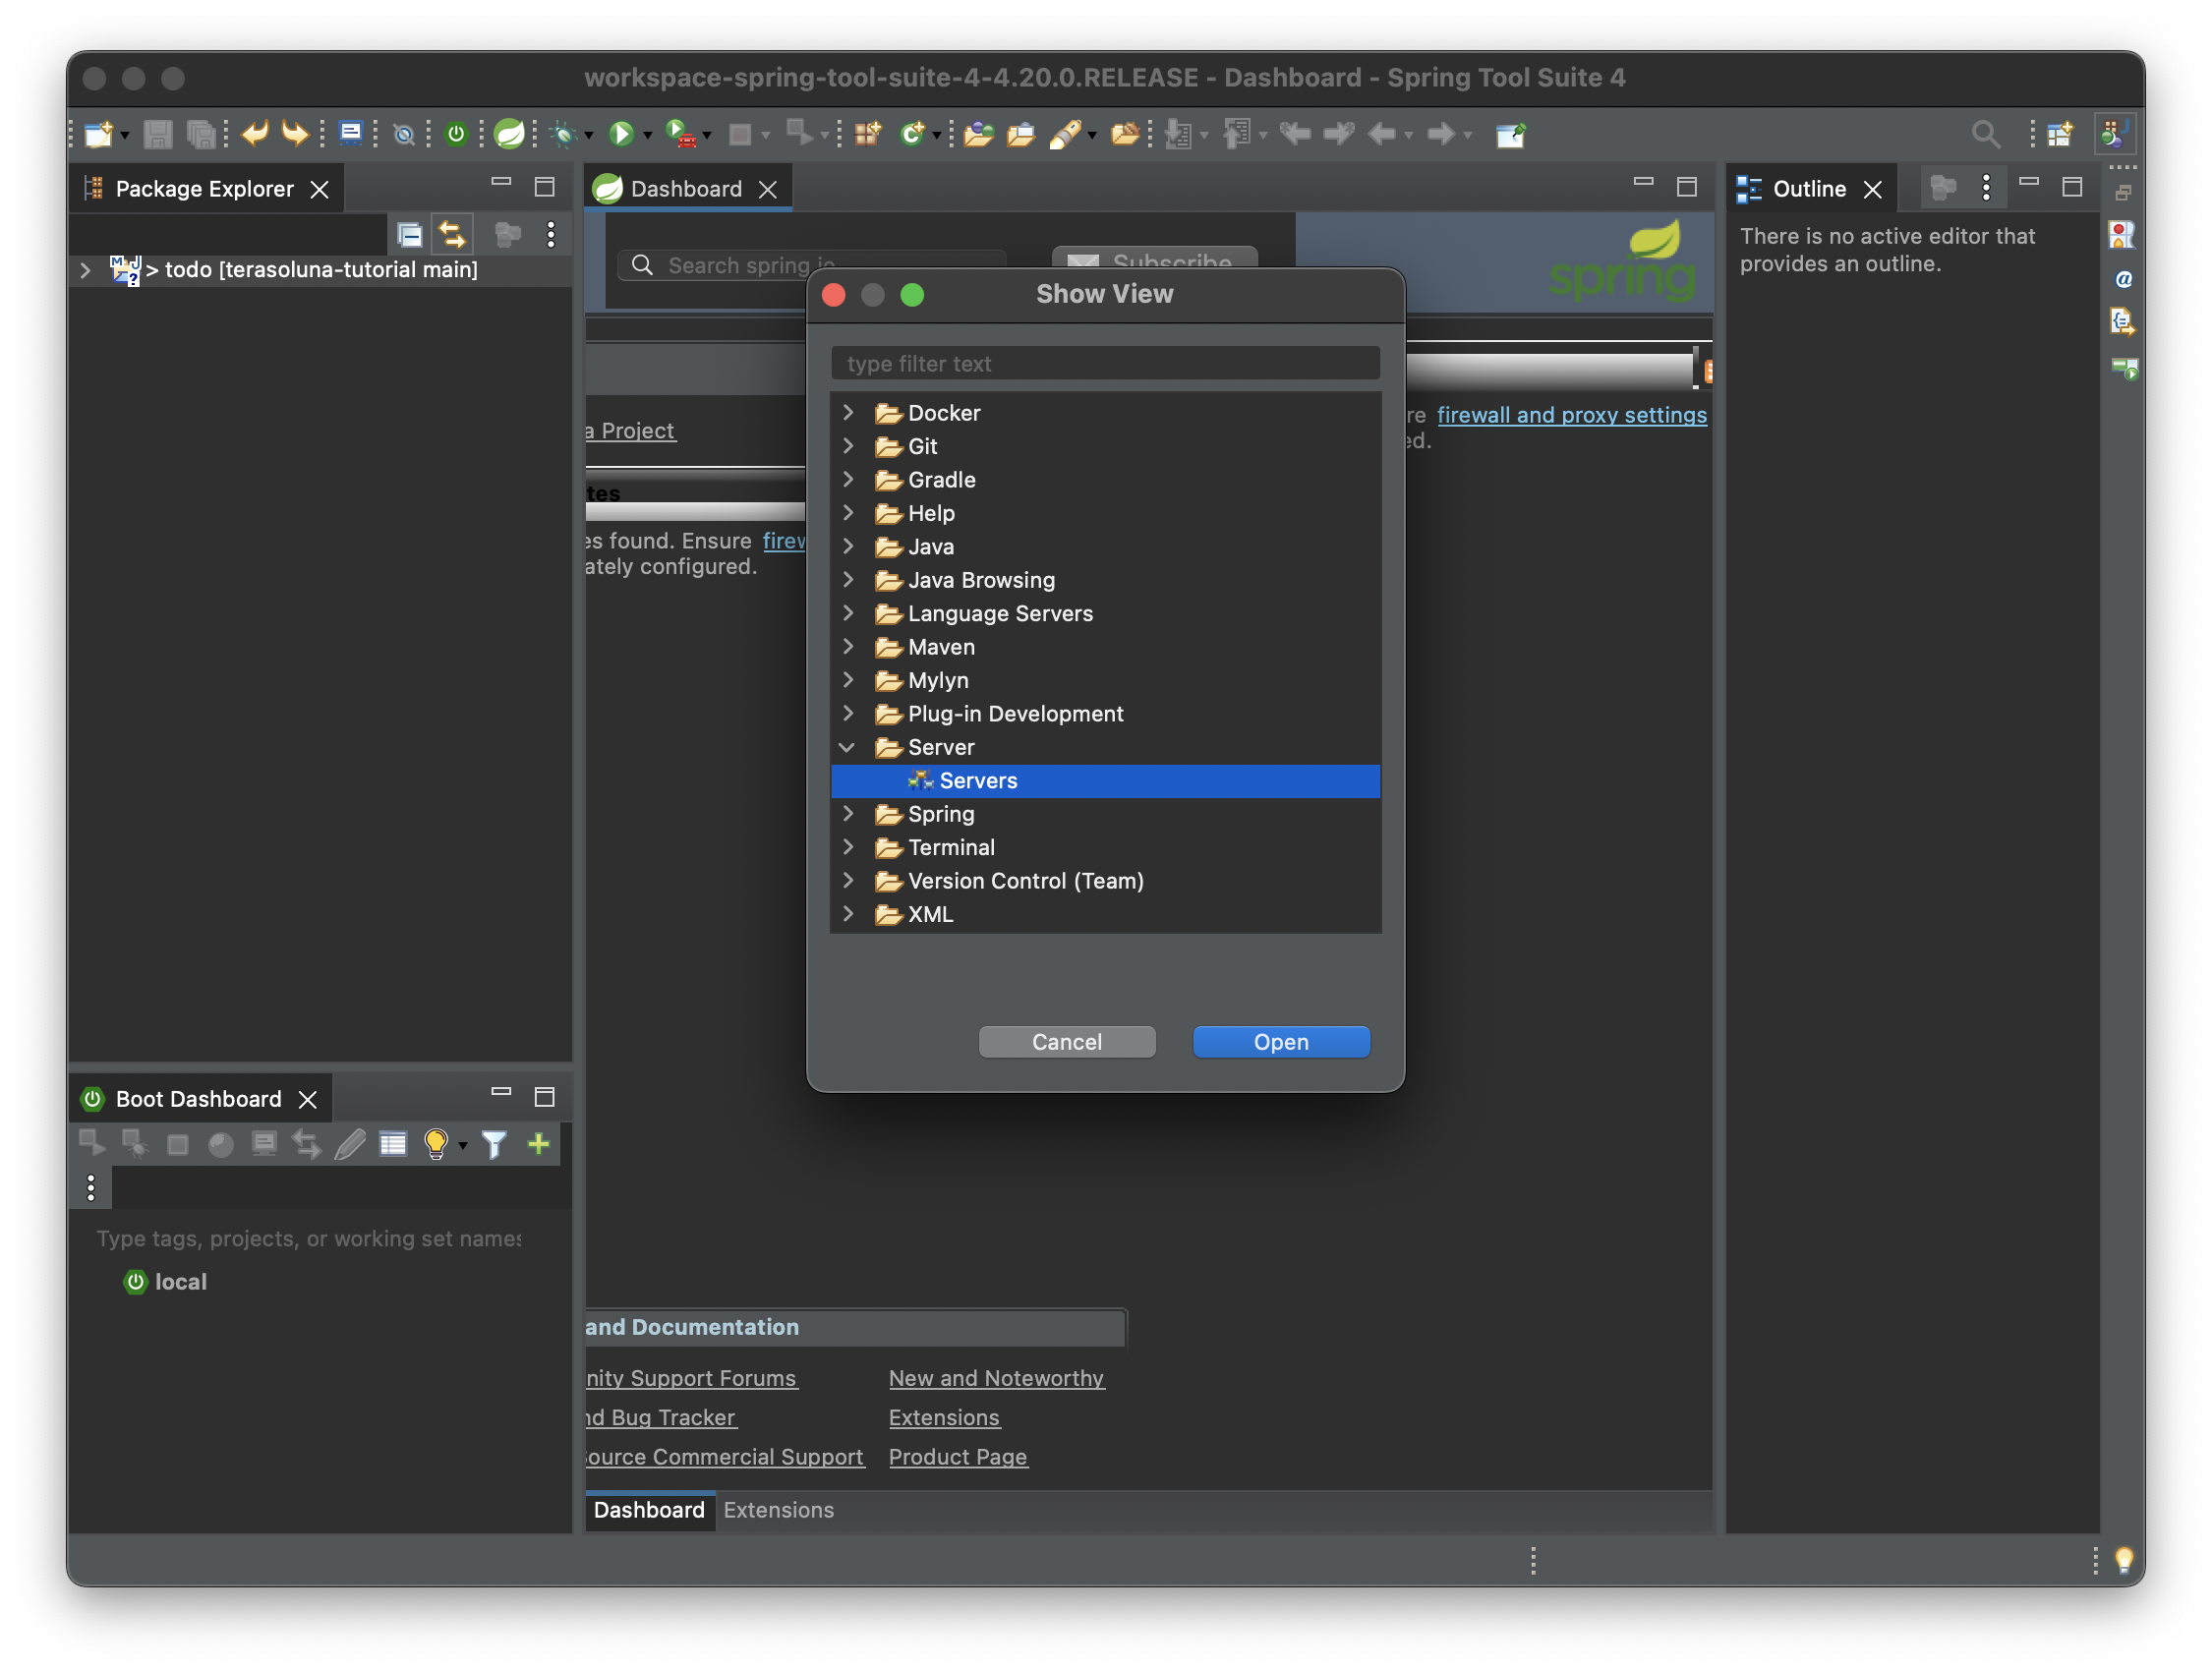 workspace-spring-tool-suite-4-4.20.0.RELEASE - Dashboard - Spring Tool Suite 4
Package Explorer
> todo [terasoluna-tutorial main]
Dashboard
Search spring.io
Subscribe
spring
a Project
tes
es found. Ensure firew
ately configured.
re firewall and proxy settings
ed.
Outline
There is no active editor that
provides an outline.
Show View
type filter text
Docker
Git
Gradle
Help
Java
Java Browsing
Language Servers
Maven
Mylyn
Plug-in Development
Server
Servers
Spring
Terminal
Version Control (Team)
XML
Cancel
Open
Boot Dashboard
Type tags, projects, or working set names
local
and Documentation
nity Support Forums
New and Noteworthy
nd Bug Tracker
Extensions
Source Commercial Support
Product Page
Dashboard
Extensions